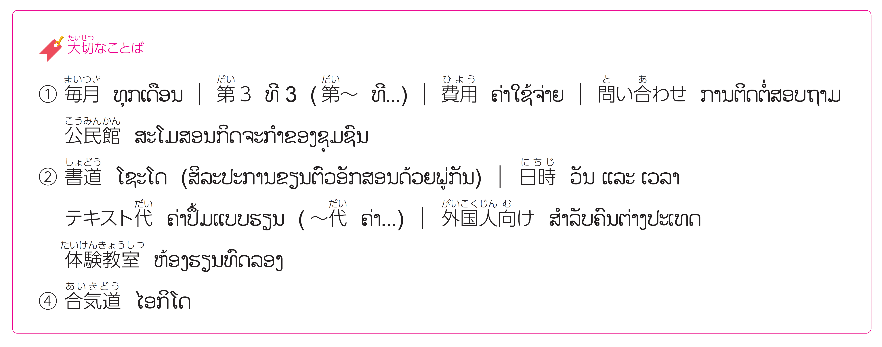 大切なことば
① 毎月 ທຸກເດືອນ | 第3 ທີ 3 (第～ ທີ...) | 費用 ຄ່າໃຊ້ຈ່າຍ | 問い合わせ ການຕິດຕໍ່ສອບຖາມ
公民館 ສະໂມສອນກິດຈະກຳຂອງຊຸມຊົນ
② 書道 ໂຊະໂດ (ສິລະປະການຂຽນຕົວອັກສອນດ້ວຍພູ່ກັນ) | 日時 ວັນ ແລະ ເວລາ
テキスト代 ຄ່າປຶ້ມແບບຮຽນ (～代 ຄ່າ...) | 外国人向け ສຳລັບຄົນຕ່າງປະເທດ
体験教室 ຫ້ອງຮຽນທົດລອງ
④ 合気道 ໄອກິໂດ